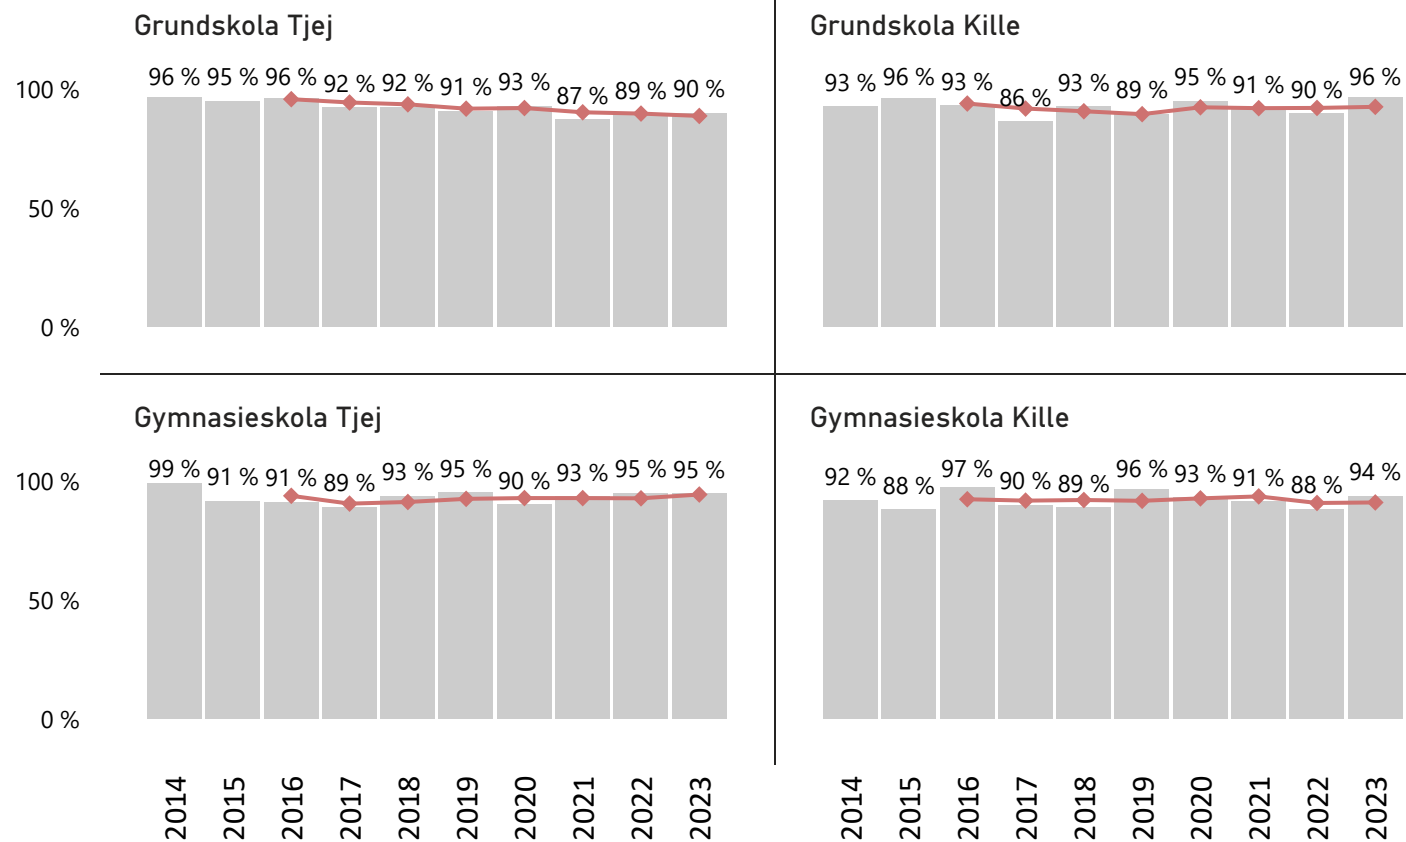 Grundskola Tjej
100 %
50 %
0 %
96 % 95 % 96 % 92 % 92 % 91 % 93 % 87 % 89 % 90 %
Grundskola Kille
93 % 96 % 93 % 86 % 93 % 89 % 95 % 91 % 90 % 96 %
Gymnasieskola Tjej
100 %
50 %
0 %
99 % 91 % 91 % 89 % 93 % 95 % 90 % 93 % 95 % 95 %
2014 2015 2016 2017 2018 2019 2020 2021 2022 2023
Gymnasieskola Kille
92 % 88 % 97 % 90 % 89 % 96 % 93 % 91 % 88 % 94 %
2014 2015 2016 2017 2018 2019 2020 2021 2022 2023